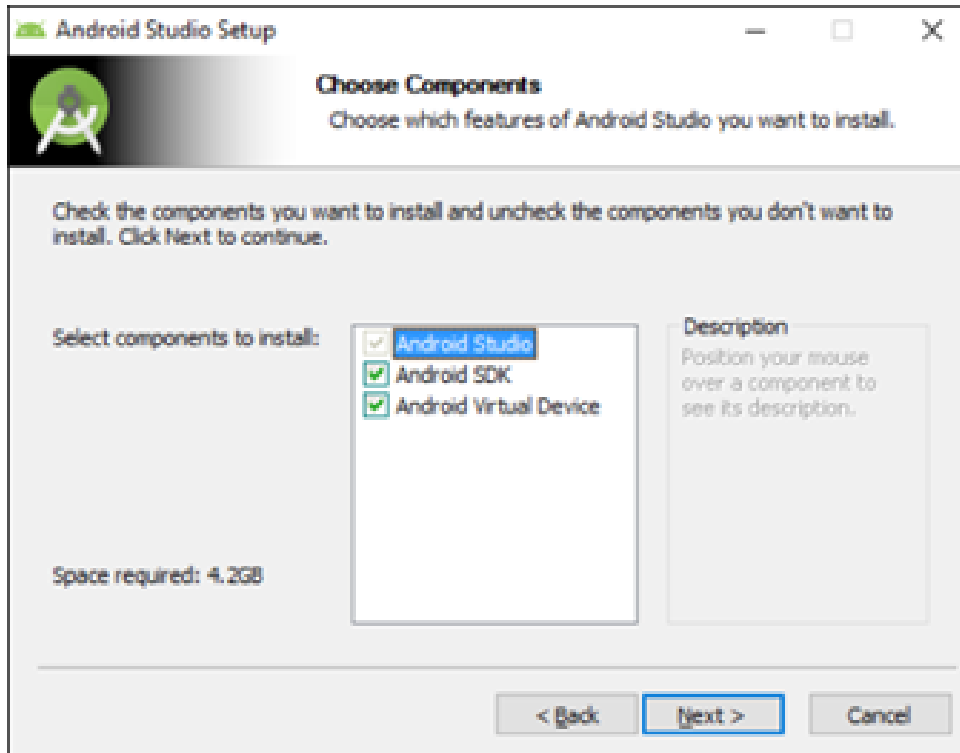 Android Studio Setup
Choose Components
Choose which features of Android Studio you want to install.
Check the components you want to install and uncheck the components you don't want to
install. Click Next to continue.
Select components to install:
Android Studio
Android SDK
Android Virtual Device
Description
Position your mouse
over a component to
see its description.
Space required: 4.2GB
< Back
Next >
Cancel